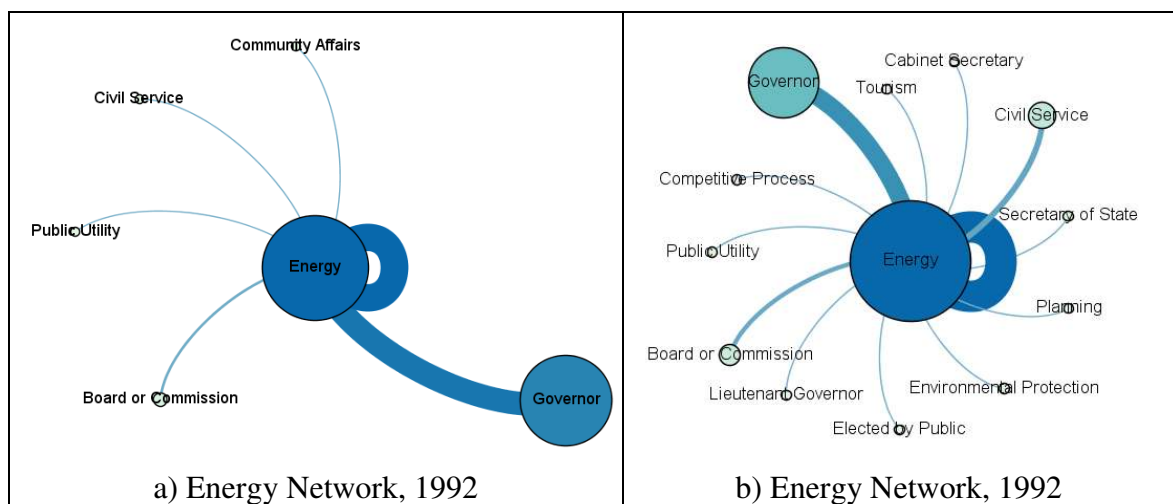 Community Affairs
Civil Service
Public Utility
Energy
Board or Commission
Governor
a) Energy Network, 1992
Cabinet Secretary
Governor
Tourism
Civil Service
Competitive Process
Secretary of State
Public Utility
Energy
Planning
Board or Commission
Lieutenant Governor
Environmental Protection
Elected by Public
b) Energy Network, 1992